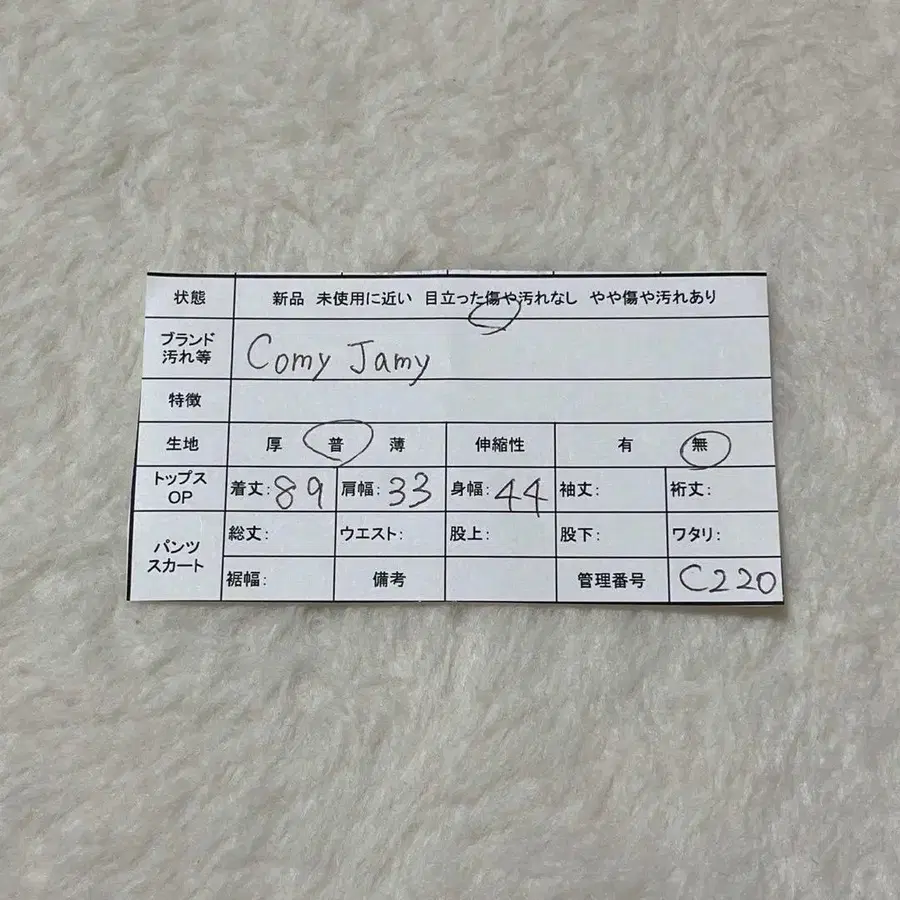 状態 新品 未使用に近い 目立った傷や汚れなし やや傷や汚れあり
ブランド
汚れ等
Comy Jamy
特徴
生地 厚 普 薄 伸縮性 有 無
トップス
OP
着丈:89 肩幅:33 身幅:44 袖丈: 裄丈:
パンツ
スカート
総丈: ウエスト: 股上: 股下: ワタリ:
裾幅: 備考 管理番号 C220